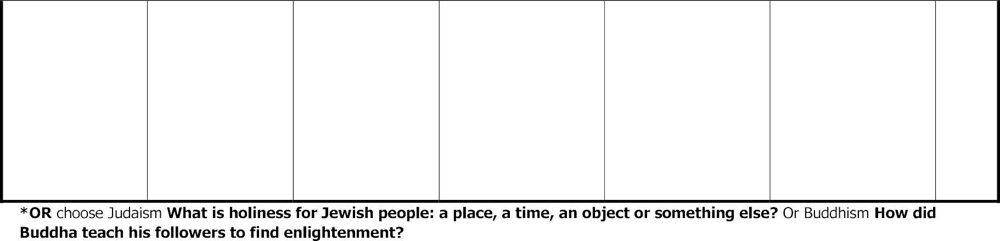 *OR choose Judaism What is holiness for Jewish people: a place, a time, an object or something else? Or Buddhism How did
Buddha teach his followers to find enlightenment?